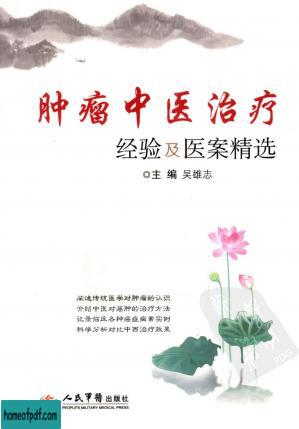 肿瘤中医治疗
经验及医案精选
主 编 吴雄志
阐述传统医学对肿瘤的认识
介绍中医对癌肿的治疗方法
记录临床各种癌症病案实例
科学分析对比中西治疗效果
人民军医出版社
PEOPLE'S MILITARY MEDICAL PRESS
homeofpdf.com